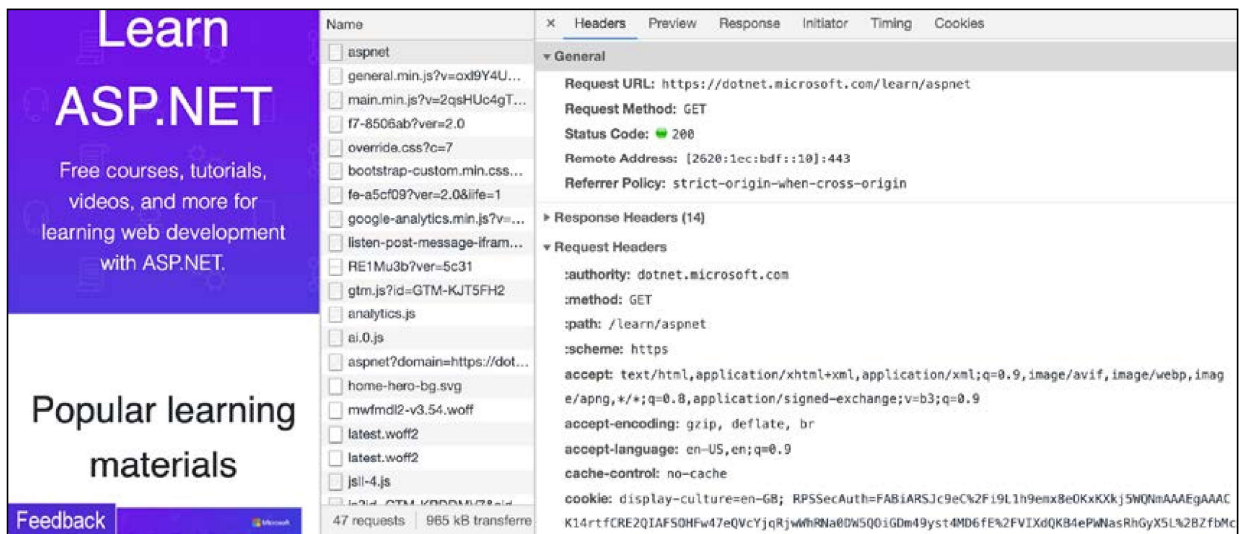 Learn
ASP.NET
Free courses, tutorials,
videos, and more for
learning web development
with ASP.NET.
Popular learning
materials
Feedback
Microsoft
Name
aspnet
general.min.js?v=oxl9Y4U...
main.min.js?v=2qsHUc4gT...
f7-8506ab?ver=2.0
override.css?c=7
bootstrap-custom.min.css...
fe-a5cf09?ver=2.0&iife=1
google-analytics.min.js?v=...
listen-post-message-ifram...
RE1Mu3b?ver=5c31
gtm.js?id=GTM-KJT5FH2
analytics.js
ai.0.js
aspnet?domain=https://dot...
home-hero-bg.svg
mwfmdl2-v3.54.woff
latest.woff2
latest.woff2
jsll-4.js
47 requests 965 kB transferre
× Headers Preview Response Initiator Timing Cookies
▼ General
Request URL: https://dotnet.microsoft.com/learn/aspnet
Request Method: GET
Status Code: 200
Remote Address: [2620:1ec:bdf::10]:443
Referrer Policy: strict-origin-when-cross-origin
▶ Response Headers (14)
▼ Request Headers
:authority: dotnet.microsoft.com
:method: GET
:path: /learn/aspnet
:scheme: https
accept: text/html,application/xhtml+xml,application/xml;q=0.9,image/avif,image/webp,imag
e/apng,*/*;q=0.8,application/signed-exchange;v=b3;q=0.9
accept-encoding: gzip, deflate, br
accept-language: en-US,en;q=0.9
cache-control: no-cache
cookie: display-culture=en-GB; RPSSecAuth=FABiARSJc9eC%2Fi9L1h9emx8eOKxKXkj5WQNmAAAEgAAAC
K14rtfCRE2QIAFSOHFw47eQVcYjqRjwWhRNa0DW5QOiGDm49yst4MD6fE%2FVIXdQKB4ePWNasRhGyX5L%2BZfbMc